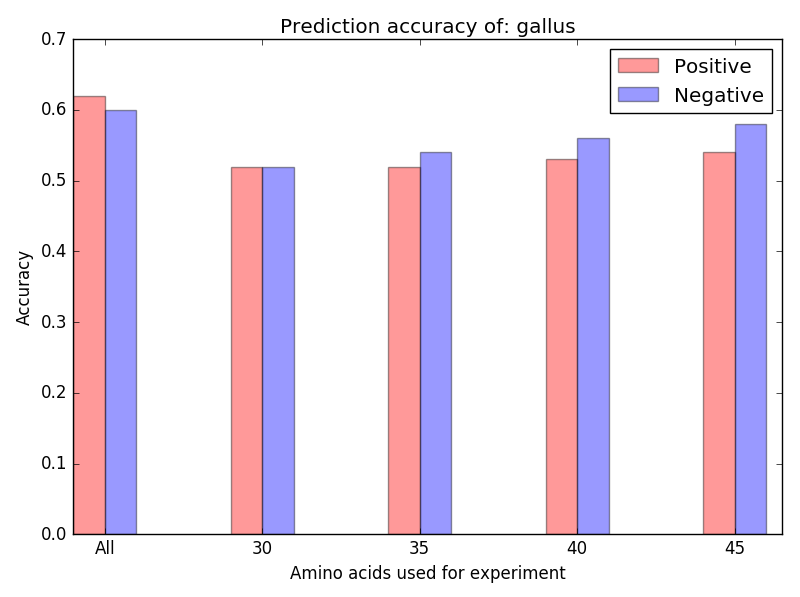 Prediction accuracy of: gallus
0.7
0.6
0.5
0.4
0.3
0.2
0.1
0.0
Accuracy
Positive
Negative
All 30 35 40 45
Amino acids used for experiment